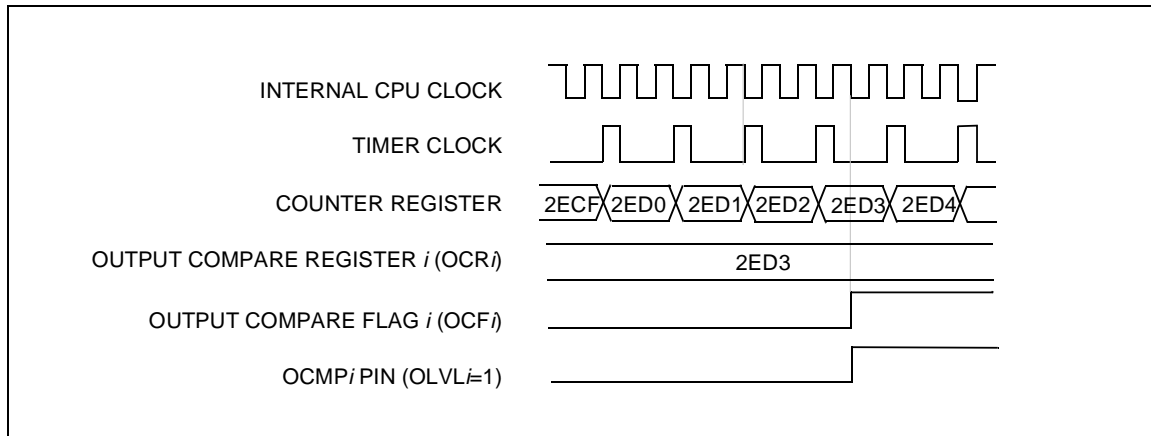 INTERNAL CPU CLOCK
TIMER CLOCK
COUNTER REGISTER
2ECF 2ED0 2ED1 2ED2 2ED3 2ED4
OUTPUT COMPARE REGISTER i (OCRi)
2ED3
OUTPUT COMPARE FLAG i (OCFi)
OCMPi PIN (OLVLi=1)